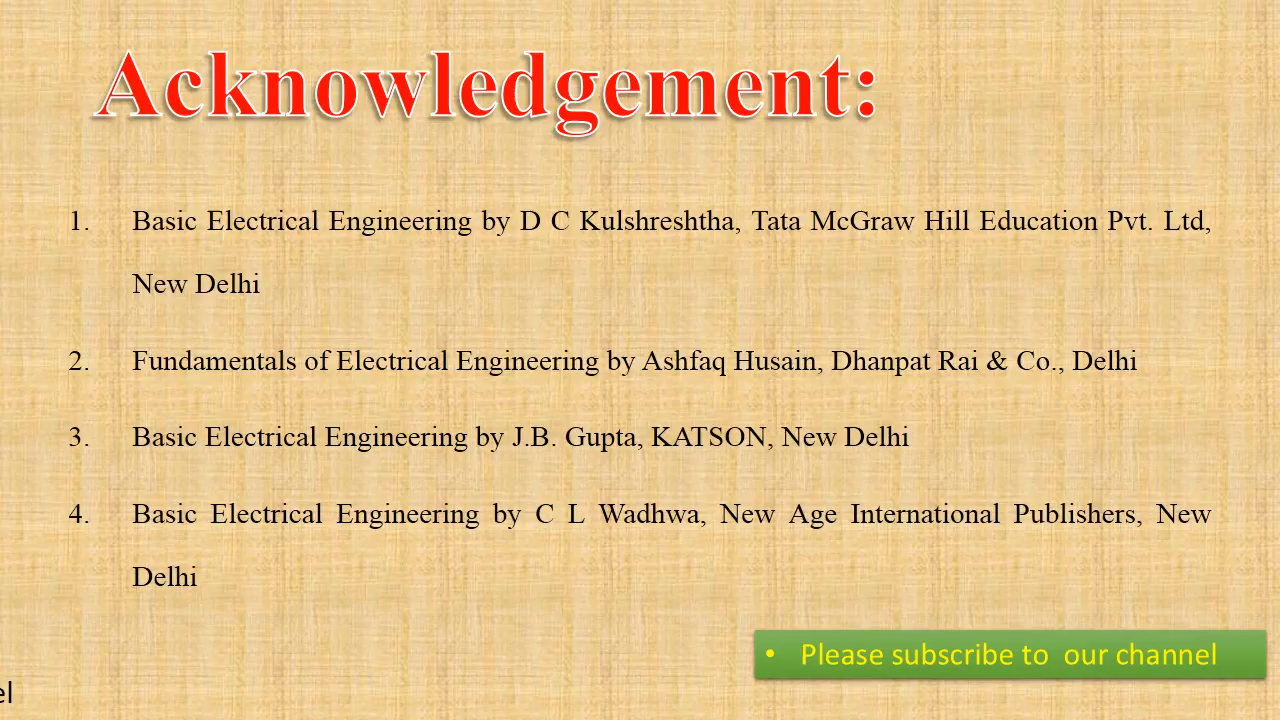 Acknowledgement:
1. Basic Electrical Engineering by D C Kulshreshtha, Tata McGraw Hill Education Pvt. Ltd,
New Delhi
2. Fundamentals of Electrical Engineering by Ashfaq Husain, Dhanpat Rai & Co., Delhi
3. Basic Electrical Engineering by J.B. Gupta, KATSON, New Delhi
4. Basic Electrical Engineering by C L Wadhwa, New Age International Publishers, New
Delhi
• Please subscribe to our channel